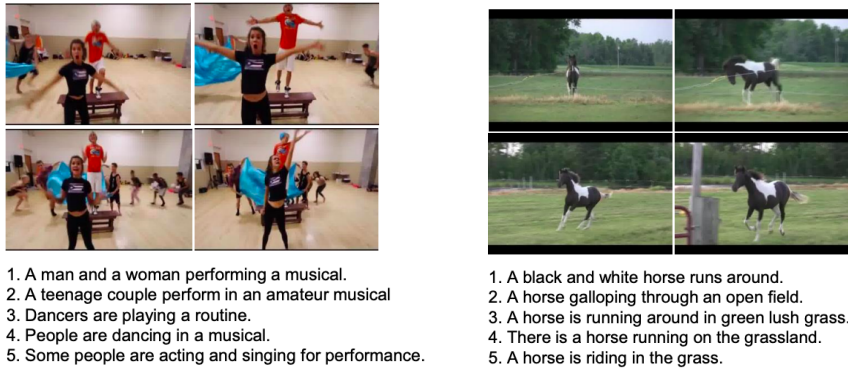 1. A man and a woman performing a musical.
2. A teenage couple perform in an amateur musical
3. Dancers are playing a routine.
4. People are dancing in a musical.
5. Some people are acting and singing for performance.
1. A black and white horse runs around.
2. A horse galloping through an open field.
3. A horse is running around in green lush grass.
4. There is a horse running on the grassland.
5. A horse is riding in the grass.